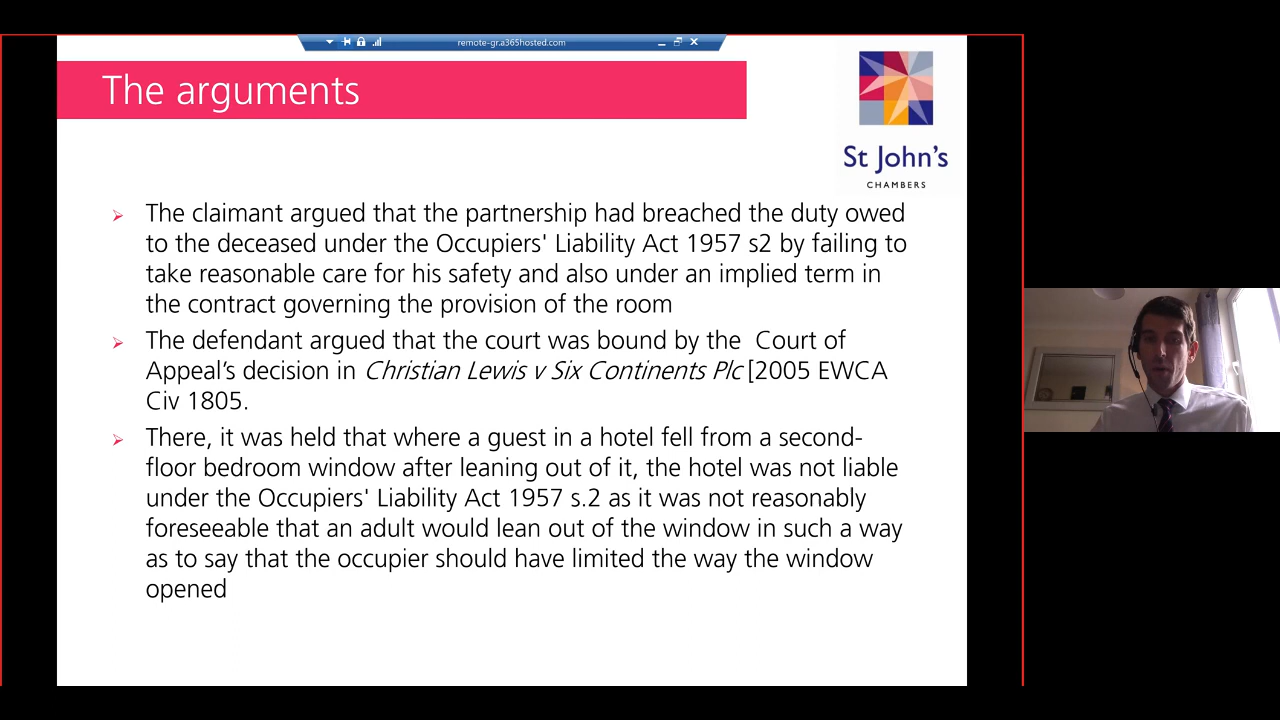 remote-gr.a365hosted.com
The arguments
St John's
CHAMBERS
The claimant argued that the partnership had breached the duty owed
to the deceased under the Occupiers' Liability Act 1957 s2 by failing to
take reasonable care for his safety and also under an implied term in
the contract governing the provision of the room
The defendant argued that the court was bound by the  Court of
Appeal’s decision in Christian Lewis v Six Continents Plc [2005 EWCA
Civ 1805.
There, it was held that where a guest in a hotel fell from a second-
floor bedroom window after leaning out of it, the hotel was not liable
under the Occupiers' Liability Act 1957 s.2 as it was not reasonably
foreseeable that an adult would lean out of the window in such a way
as to say that the occupier should have limited the way the window
opened